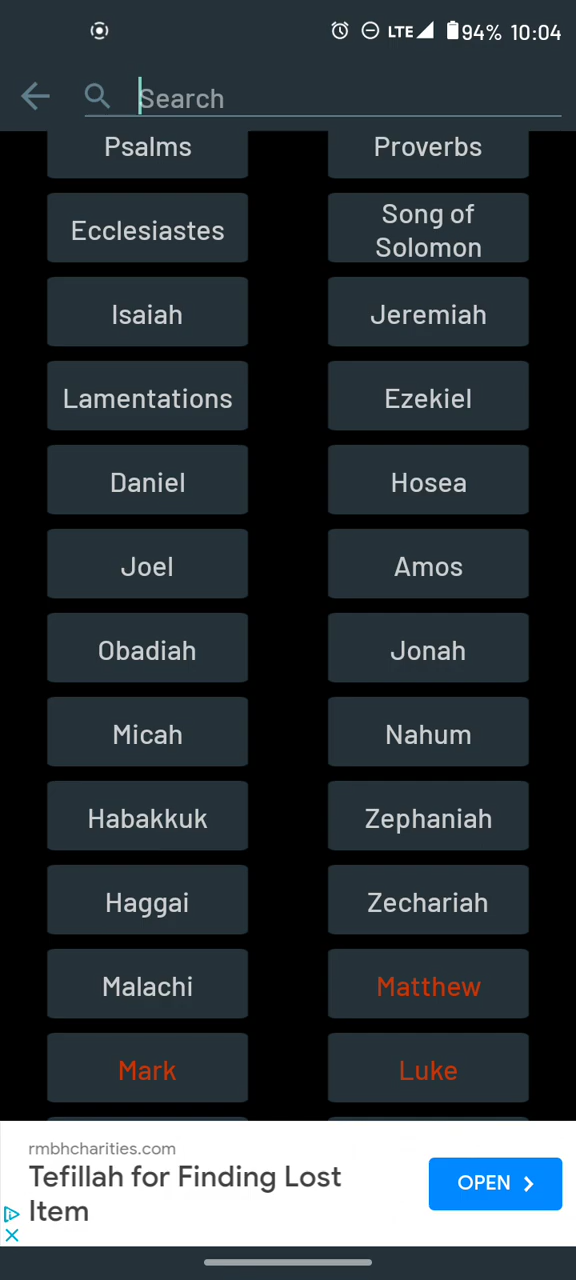 LTE 94% 10:04
Search
Psalms Proverbs
Ecclesiastes Song of
Solomon
Isaiah Jeremiah
Lamentations Ezekiel
Daniel Hosea
Joel Amos
Obadiah Jonah
Micah Nahum
Habakkuk Zephaniah
Haggai Zechariah
Malachi Matthew
Mark Luke
rmbhcharities.com
Tefillah for Finding Lost
Item
OPEN